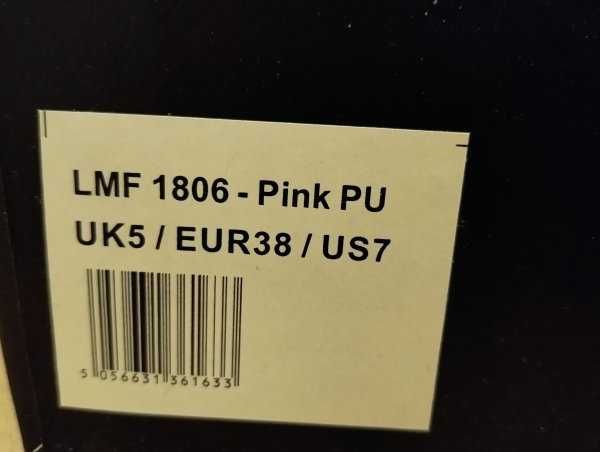 LMF 1806 - Pink PU
UK5 / EUR38 / US7
5 056631 361633